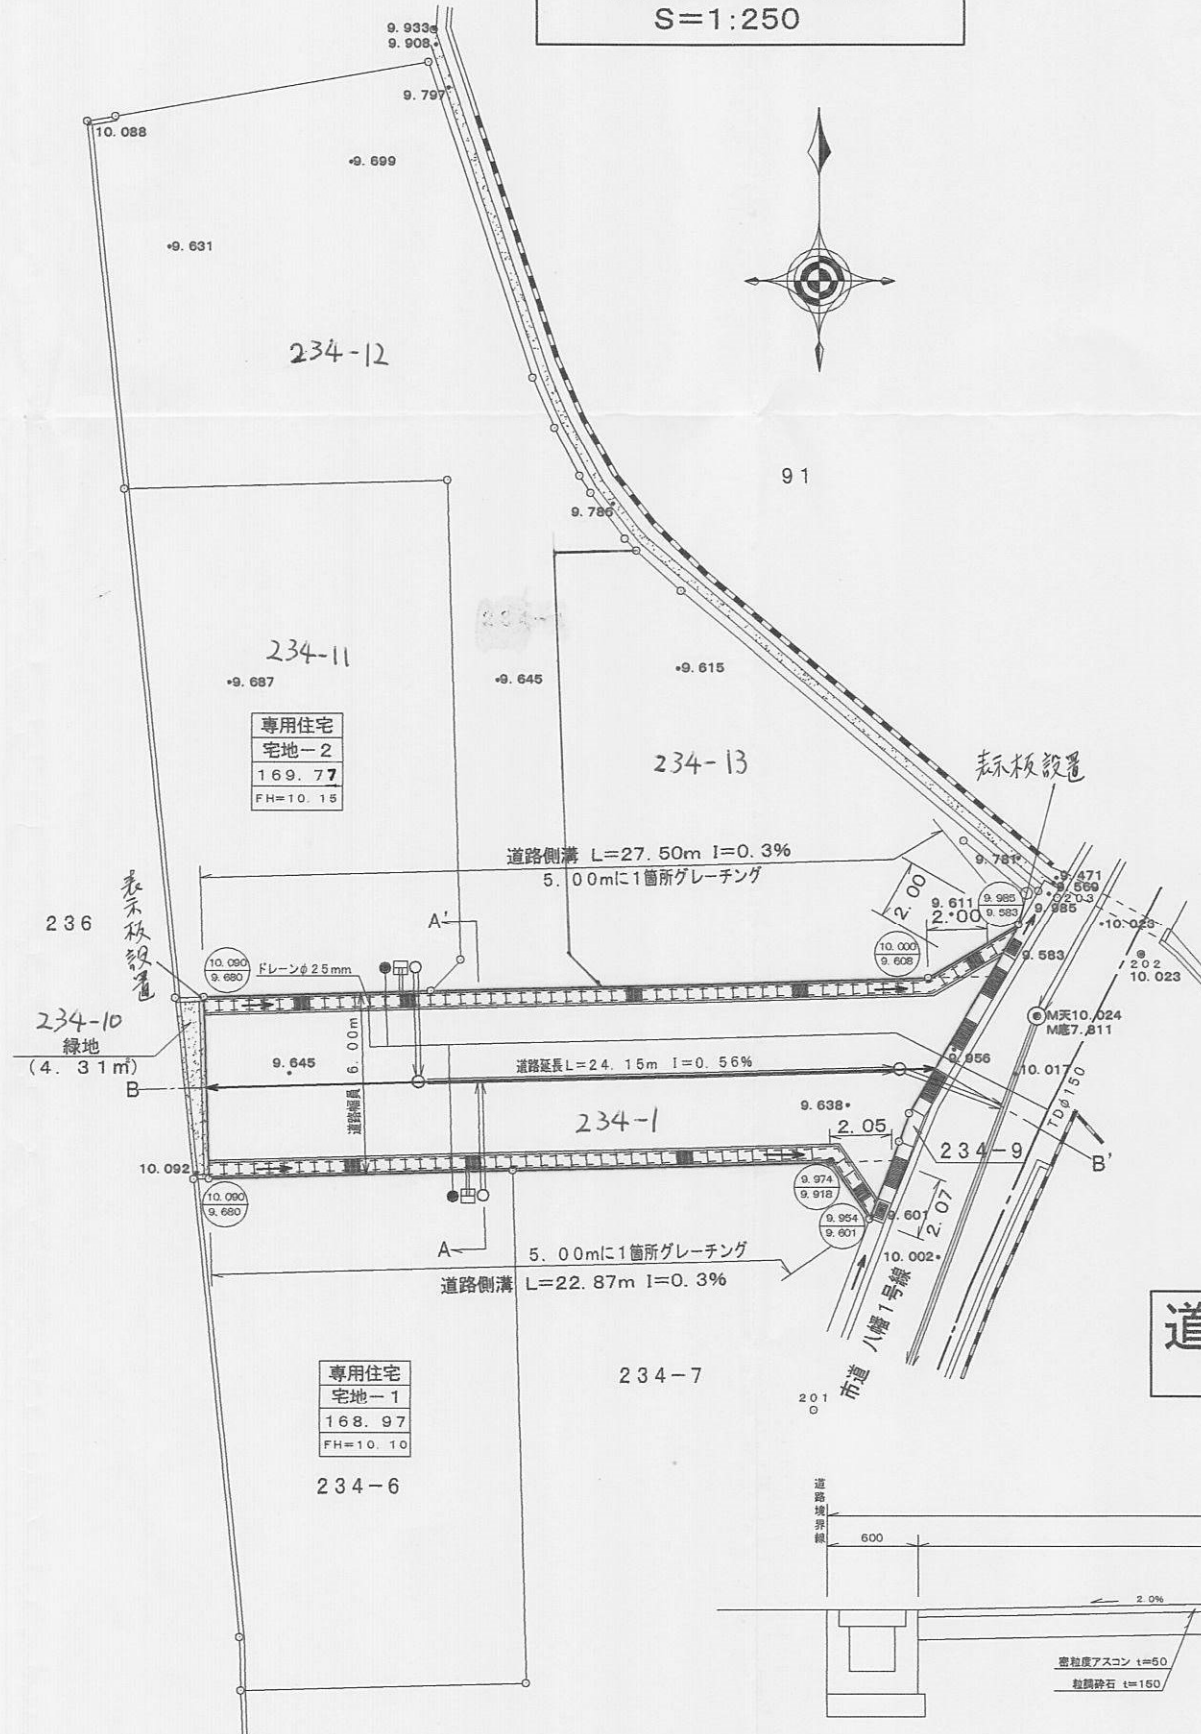 S=1:250
9.933
9.908
9.797
10.088
9.699
9.631
234-12
91
9.786
234-11
9.687
9.645
9.615
専用住宅
宅地-2
169.77
FH=10.15
234-13
表示板設置
道路側溝 L=27.50m I=0.3%
5.00mに1箇所グレーチング
9.781
9.471
9.569
203
9.985
2.00
9.611
2.00
9.985
9.583
10.023
表示板設置
236
A'
10.090
9.680
ドレーンφ25mm
10.000
9.608
9.583
202
10.023
234-10
緑地
(4.31㎡)
M天10.024
M底7.811
道路幅員 6.00m
9.645
道路延長L=24.15m I=0.56%
9.956
10.017
TDφ150
B
9.638
234-1
2.05
234-9
B'
10.092
10.090
9.680
9.974
9.918
9.954
9.601
9.601
2.07
A
5.00mに1箇所グレーチング
道路側溝 L=22.87m I=0.3%
10.002
市道 八幡1号線
道
専用住宅
宅地-1
168.97
FH=10.10
234-7
201
234-6
道路境界線
600
2.0%
密粒度アスコン t=50
粒調砕石 t=150